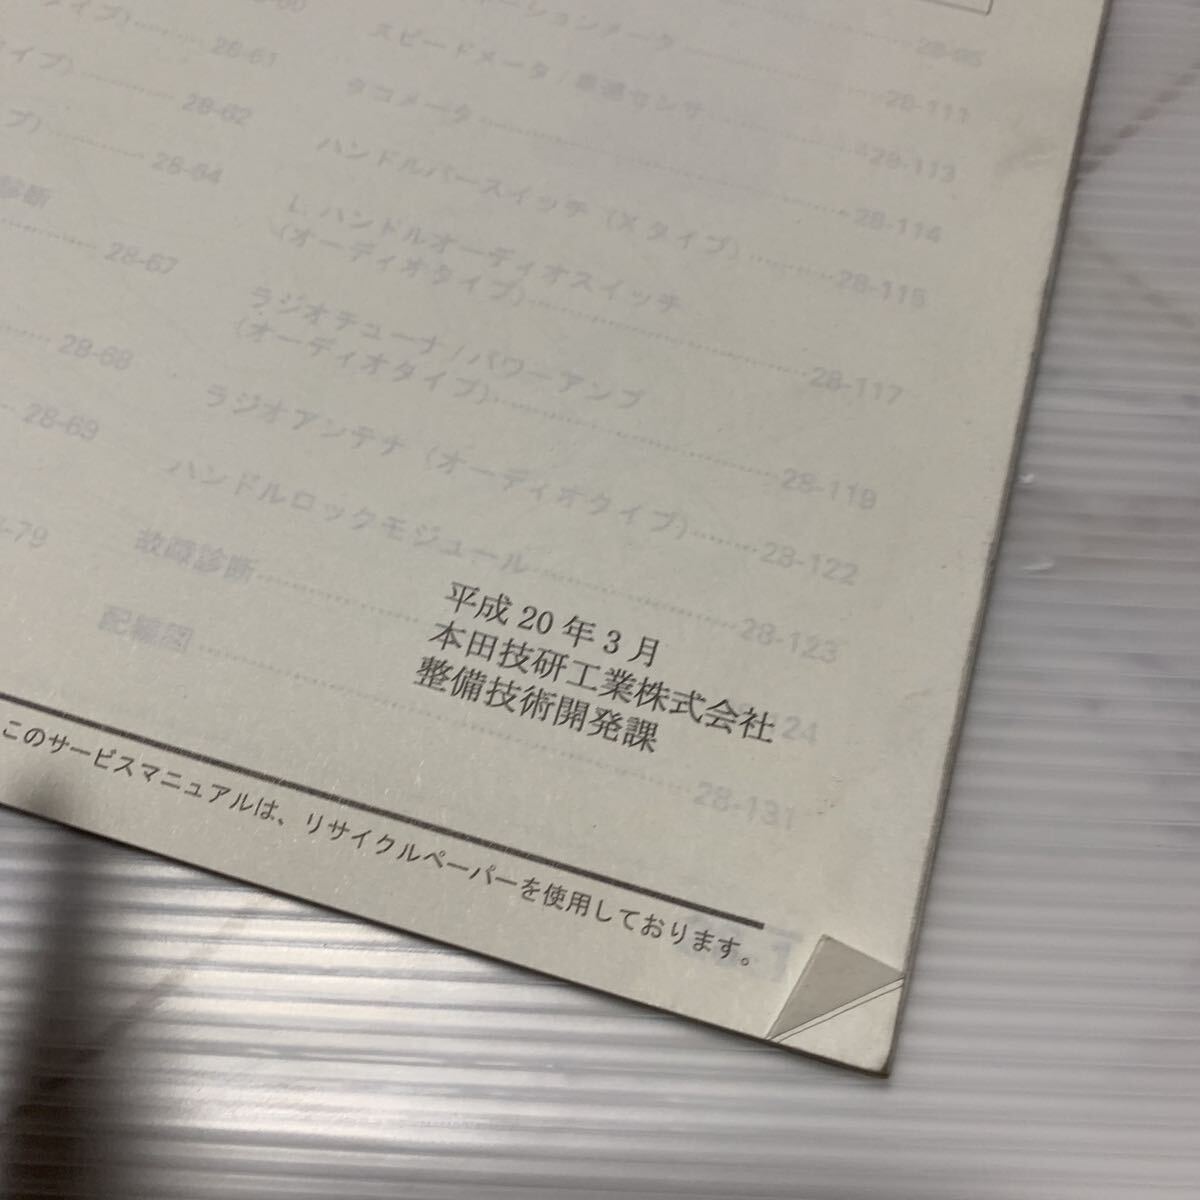 28-61
28-62
28-64
診断
28-67
28-68
28-69
-79
28-111
スピードメータ / 車速センサ 28-113
タコメータ 28-114
ハンドルバースイッチ (X タイプ) 28-115
L. ハンドルオーディオスイッチ
(オーディオタイプ) 28-117
ラジオチューナ / パワーアンプ
(オーディオタイプ) 28-119
ラジオアンテナ (オーディオタイプ) 28-122
ハンドルロックモジュール 28-123
故障診断 24
配線図 28-131
平成 20 年 3 月
本田技研工業株式会社
整備技術開発課
このサービスマニュアルは、リサイクルペーパーを使用しております。